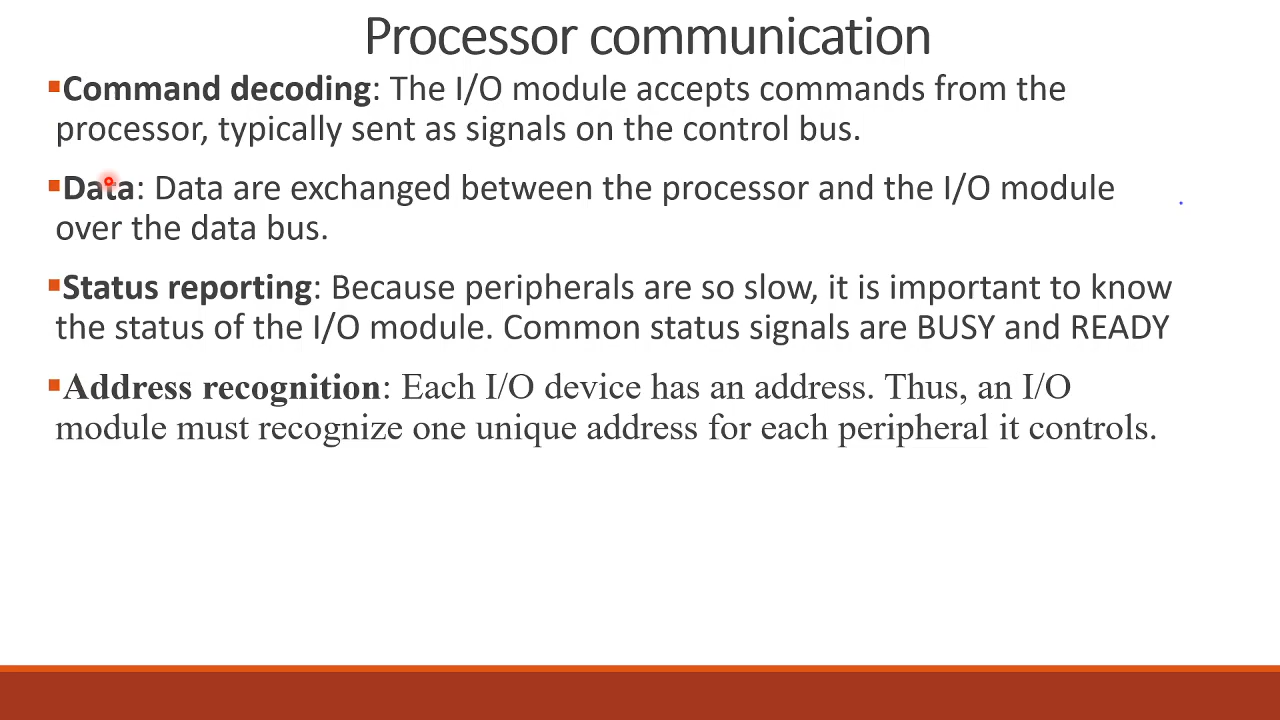 Processor communication
▪Command decoding: The I/O module accepts commands from the
processor, typically sent as signals on the control bus.
▪Data: Data are exchanged between the processor and the I/O module
over the data bus.
▪Status reporting: Because peripherals are so slow, it is important to know
the status of the I/O module. Common status signals are BUSY and READY
▪Address recognition: Each I/O device has an address. Thus, an I/O
module must recognize one unique address for each peripheral it controls.